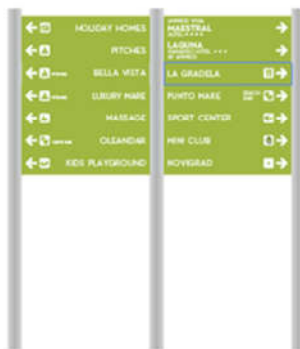 HOLIDAY HOMES
PITCHES
BELLA VISTA
LUXURY MARE
MASSAGE
OLEANDAR
KIDS PLAYGROUND
MAESTRAL
LAGUNA
LA GRADELA
PUNTO MARE
SPORT CENTER
MINI CLUB
NOVIGRAD